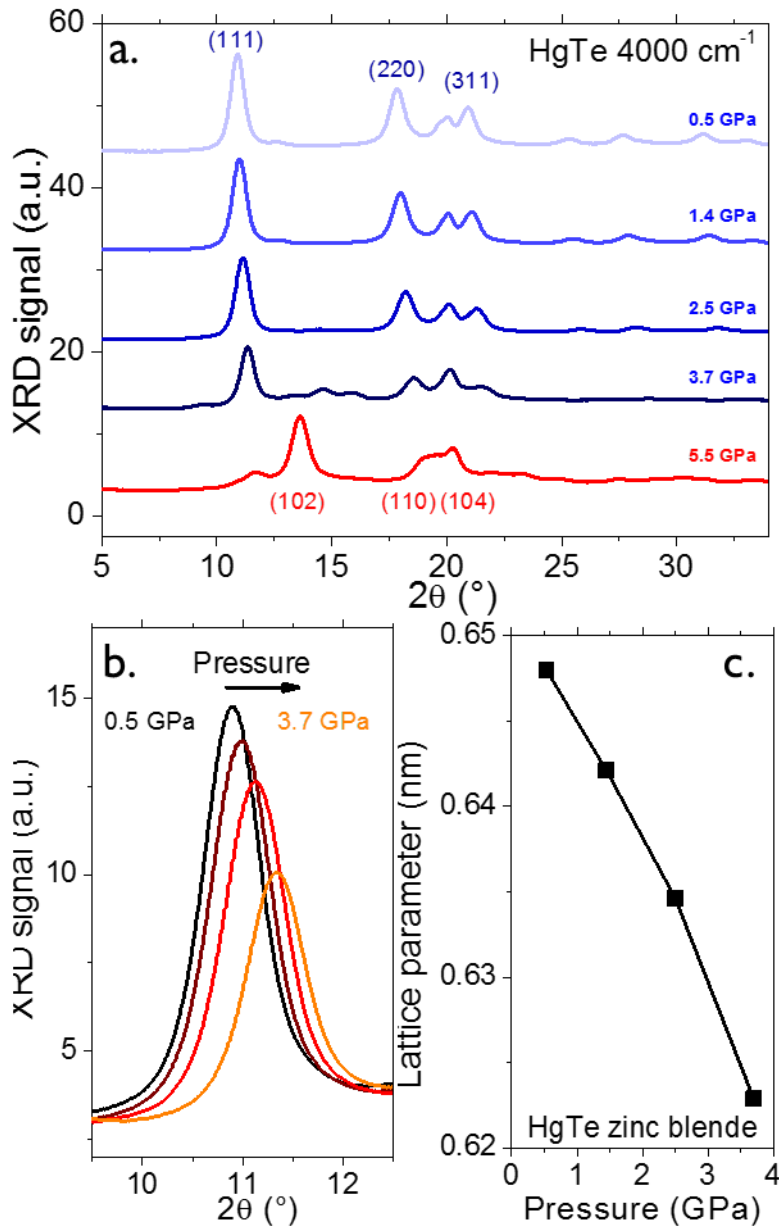 a.
HgTe 4000 cm⁻¹
(111)
(220)
(311)
0.5 GPa
1.4 GPa
2.5 GPa
3.7 GPa
5.5 GPa
(102)
(110)
(104)
XRD signal (a.u.)
60
40
20
0
5
10
15
20
25
30
2θ (°)
b.
Pressure
0.5 GPa
3.7 GPa
XRD signal (a.u.)
15
10
5
10
11
12
2θ (°)
c.
Lattice parameter (nm)
0.65
0.64
0.63
0.62
HgTe zinc blende
0
1
2
3
4
Pressure (GPa)